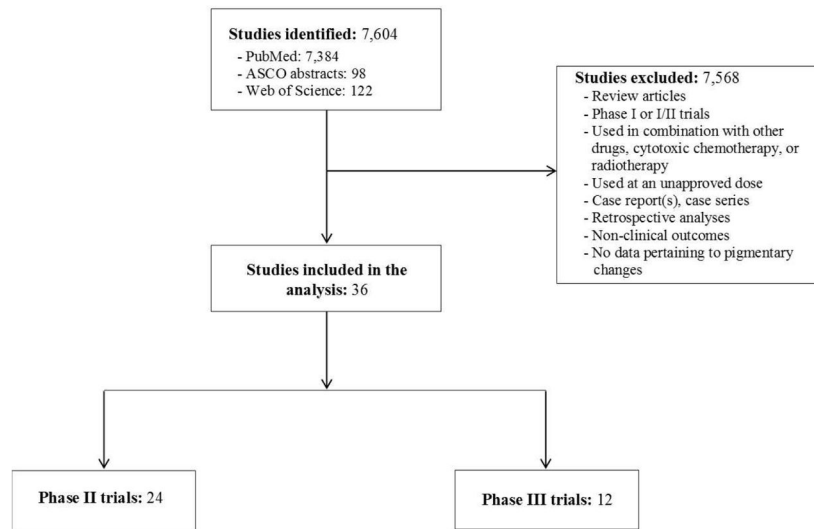 Studies identified: 7,604
- PubMed: 7,384
- ASCO abstracts: 98
- Web of Science: 122
Studies excluded: 7,568
- Review articles
- Phase I or I/II trials
- Used in combination with other
drugs, cytotoxic chemotherapy, or
radiotherapy
- Used at an unapproved dose
- Case report(s), case series
- Retrospective analyses
- Non-clinical outcomes
- No data pertaining to pigmentary
changes
Studies included in the
analysis: 36
Phase II trials: 24
Phase III trials: 12